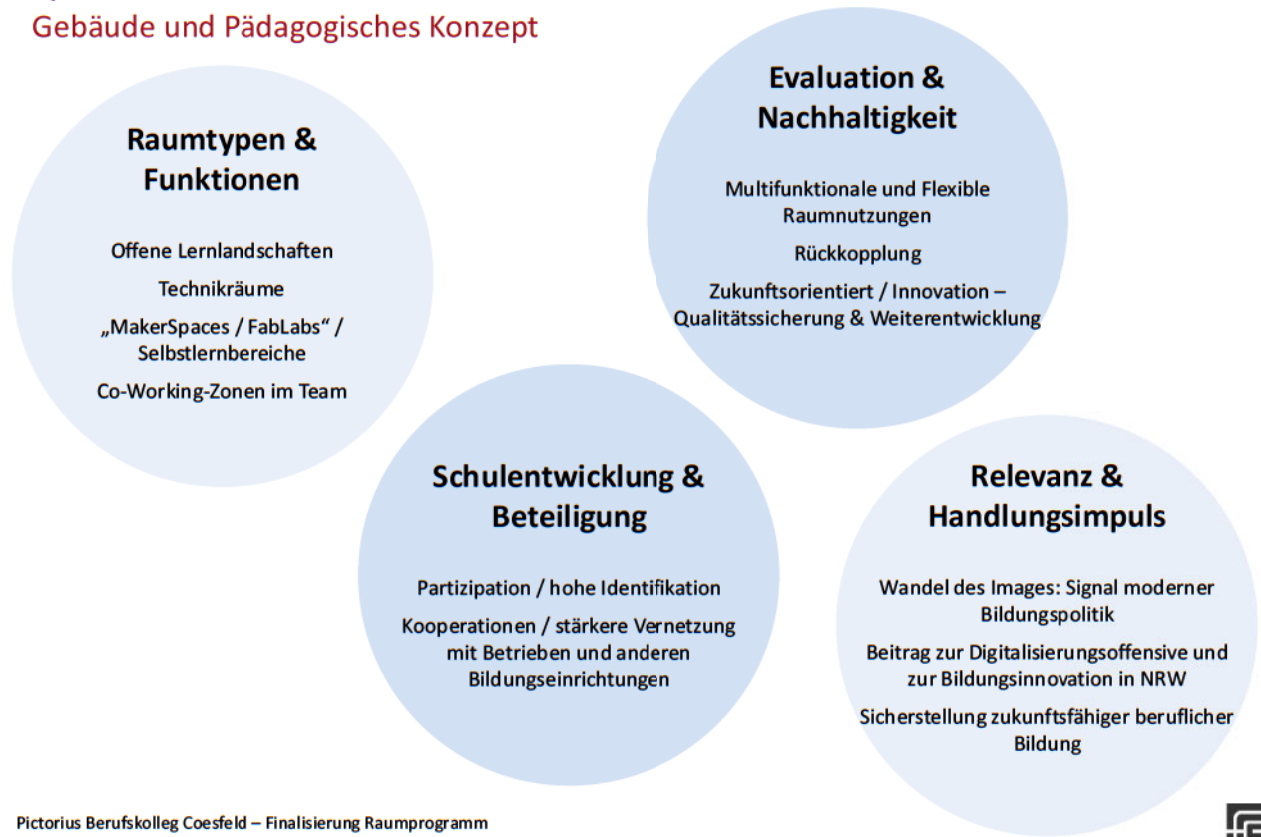 Gebäude und Pädagogisches Konzept
Raumtypen &
Funktionen
Offene Lernlandschaften
Technikräume
„MakerSpaces / FabLabs“ /
Selbstlernbereiche
Co-Working-Zonen im Team
Evaluation &
Nachhaltigkeit
Multifunktionale und Flexible
Raumnutzungen
Rückkopplung
Zukunftsorientiert / Innovation –
Qualitätssicherung & Weiterentwicklung
Schulentwicklung &
Beteiligung
Partizipation / hohe Identifikation
Kooperationen / stärkere Vernetzung
mit Betrieben und anderen
Bildungseinrichtungen
Relevanz &
Handlungsimpuls
Wandel des Images: Signal moderner
Bildungspolitik
Beitrag zur Digitalisierungsoffensive und
zur Bildungsinnovation in NRW
Sicherstellung zukunftsfähiger beruflicher
Bildung
Pictorius Berufskolleg Coesfeld – Finalisierung Raumprogramm